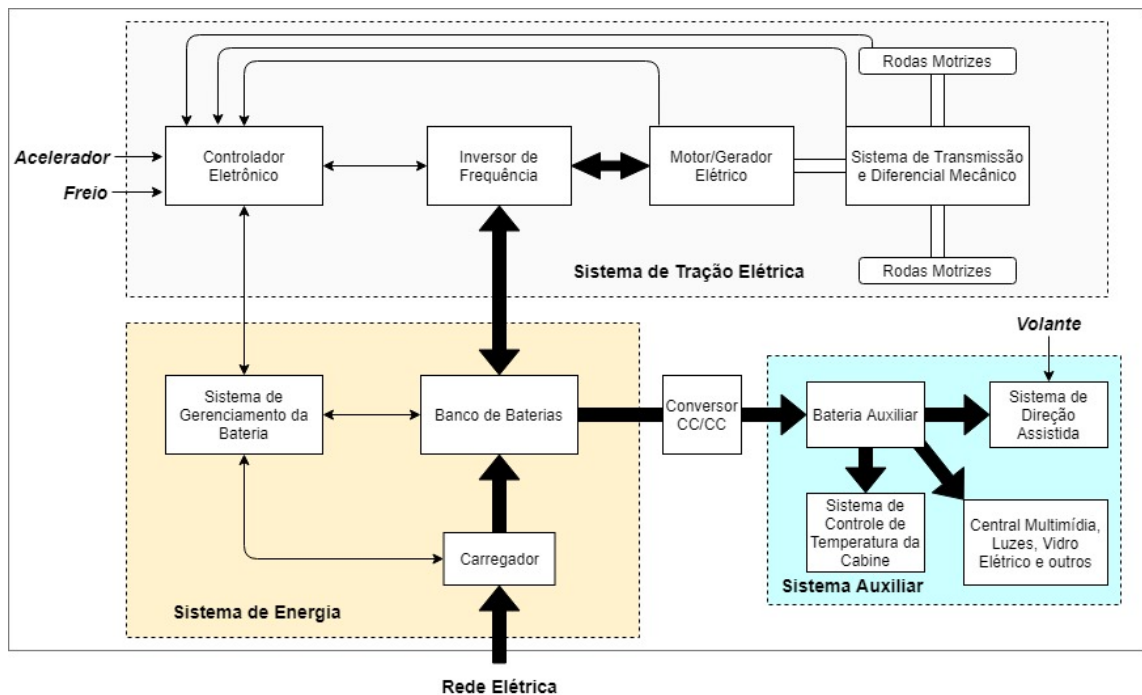 Rodas Motrizes
Acelerador
Freio
Controlador
Eletrônico
Inversor de
Frequência
Motor/Gerador
Elétrico
Sistema de Transmissão
e Diferencial Mecânico
Sistema de Tração Elétrica
Rodas Motrizes
Volante
Sistema de
Gerenciamento da
Bateria
Banco de Baterias
Conversor
CC/CC
Bateria Auxiliar
Sistema de
Direção
Assistida
Carregador
Sistema de
Controle de
Temperatura da
Cabine
Central Multimídia,
Luzes, Vidro
Elétrico e outros
Sistema de Energia
Sistema Auxiliar
Rede Elétrica